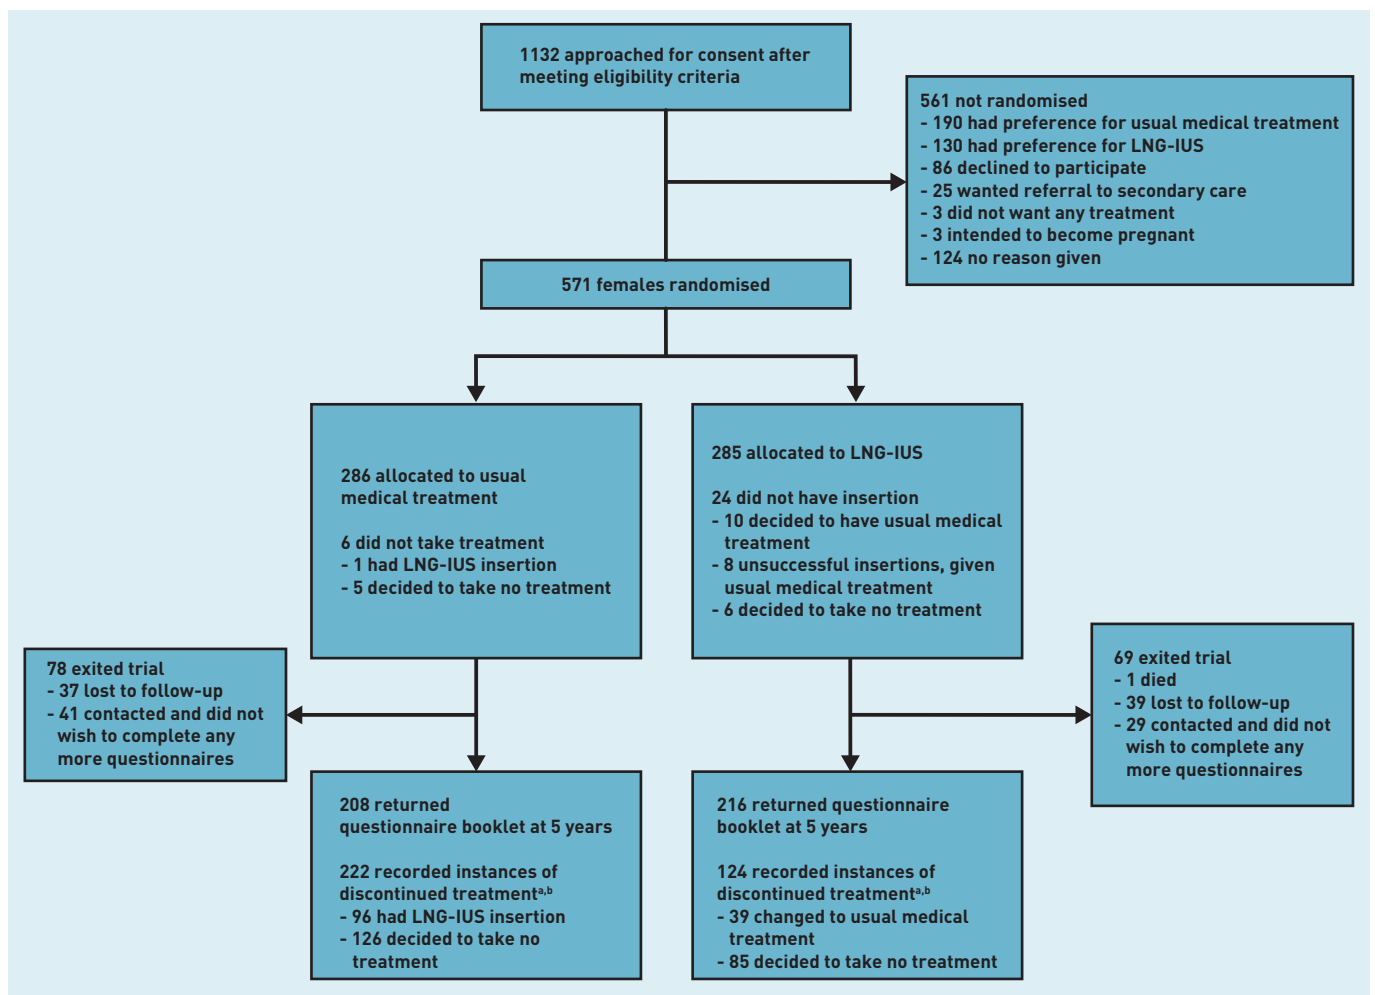 1132 approached for consent after
meeting eligibility criteria
561 not randomised
- 190 had preference for usual medical treatment
- 130 had preference for LNG-IUS
- 86 declined to participate
- 25 wanted referral to secondary care
- 3 did not want any treatment
- 3 intended to become pregnant
- 124 no reason given
571 females randomised
286 allocated to usual
medical treatment
6 did not take treatment
- 1 had LNG-IUS insertion
- 5 decided to take no treatment
285 allocated to LNG-IUS
24 did not have insertion
- 10 decided to have usual medical
treatment
- 8 unsuccessful insertions, given
usual medical treatment
- 6 decided to take no treatment
78 exited trial
- 37 lost to follow-up
- 41 contacted and did not
wish to complete any
more questionnaires
69 exited trial
- 1 died
- 39 lost to follow-up
- 29 contacted and did not
wish to complete any
more questionnaires
208 returned
questionnaire booklet at 5 years
222 recorded instances of
discontinued treatment^a,b
- 96 had LNG-IUS insertion
- 126 decided to take no
treatment
216 returned questionnaire
booklet at 5 years
124 recorded instances of
discontinued treatment^a,b
- 39 changed to usual medical
treatment
- 85 decided to take no treatment